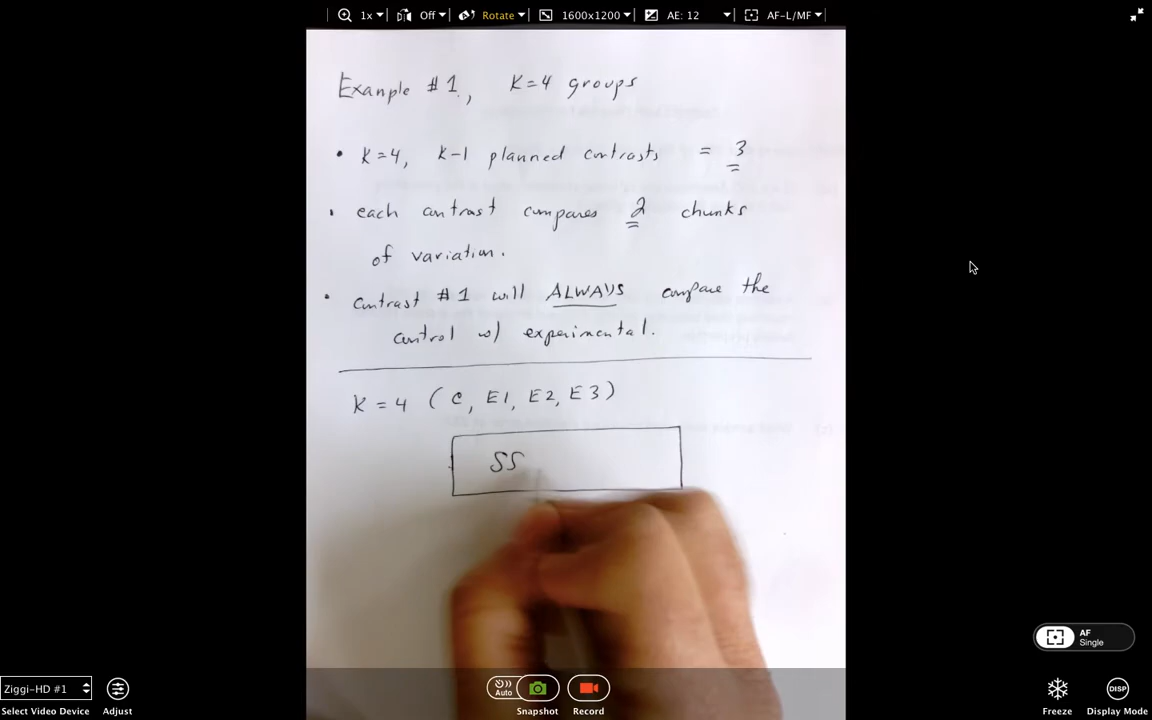 1x Off Rotate 1600x1200 AE: 12 AF-L/MF
Example #1, K=4 groups
• K=4, K-1 planned contrasts = 3
• each contrast compares 2 chunks
of variation.
• contrast #1 will ALWAYS compare the
control w/ experimental.
K = 4 (C, E1, E2, E3)
SS
AF
Single
Ziggi-HD #1
Auto
Select Video Device
Adjust
Snapshot
Record
Freeze
DISP
Display Mode